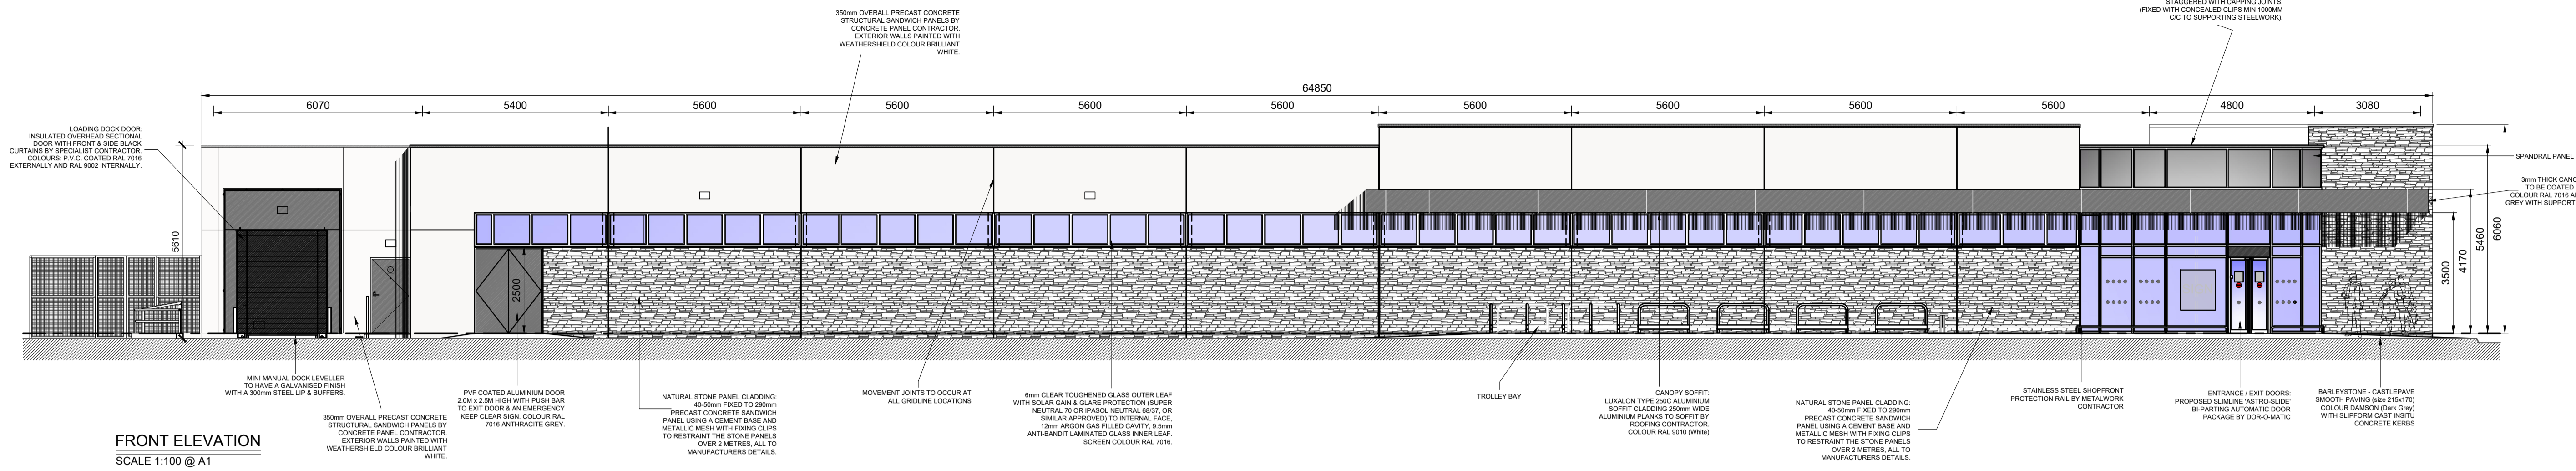 350mm OVERALL PRECAST CONCRETE
STRUCTURAL SANDWICH PANELS BY
CONCRETE PANEL CONTRACTOR.
EXTERIOR WALLS PAINTED WITH
WEATHERSHIELD COLOUR BRILLIANT
WHITE.
STAGGERED WITH CAPPING JOINTS.
(FIXED WITH CONCEALED CLIPS MIN 1000MM
C/C TO SUPPORTING STEELWORK).
64850
6070
5400
5600
5600
5600
5600
5600
5600
5600
5600
4800
3080
LOADING DOCK DOOR:
INSULATED OVERHEAD SECTIONAL
DOOR WITH FRONT & SIDE BLACK
CURTAINS BY SPECIALIST CONTRACTOR.
COLOURS: P.V.C. COATED RAL 7016
EXTERNALLY AND RAL 9002 INTERNALLY.
SPANDRAL PANEL
3mm THICK CANO
TO BE COATED
COLOUR RAL 7016 A
GREY WITH SUPPORT
5610
2500
3500
4170
5460
6060
MINI MANUAL DOCK LEVELLER
TO HAVE A GALVANISED FINISH
WITH A 300mm STEEL LIP & BUFFERS.
350mm OVERALL PRECAST CONCRETE
STRUCTURAL SANDWICH PANELS BY
CONCRETE PANEL CONTRACTOR.
EXTERIOR WALLS PAINTED WITH
WEATHERSHIELD COLOUR BRILLIANT
WHITE.
PVF COATED ALUMINIUM DOOR
2.0M x 2.5M HIGH WITH PUSH BAR
TO EXIT DOOR & AN EMERGENCY
KEEP CLEAR SIGN. COLOUR RAL
7016 ANTHRACITE GREY.
NATURAL STONE PANEL CLADDING:
40-50mm FIXED TO 290mm
PRECAST CONCRETE SANDWICH
PANEL USING A CEMENT BASE AND
METALLIC MESH WITH FIXING CLIPS
TO RESTRAINT THE STONE PANELS
OVER 2 METRES, ALL TO
MANUFACTURERS DETAILS.
MOVEMENT JOINTS TO OCCUR AT
ALL GRIDLINE LOCATIONS
6mm CLEAR TOUGHENED GLASS OUTER LEAF
WITH SOLAR GAIN & GLARE PROTECTION (SUPER
NEUTRAL 70 OR IPASOL NEUTRAL 68/37, OR
SIMILAR APPROVED) TO INTERNAL FACE,
12mm ARGON GAS FILLED CAVITY, 9.5mm
ANTI-BANDIT LAMINATED GLASS INNER LEAF.
SCREEN COLOUR RAL 7016.
TROLLEY BAY
CANOPY SOFFIT:
LUXALON TYPE 250C ALUMINIUM
SOFFIT CLADDING 250mm WIDE
ALUMINIUM PLANKS TO SOFFIT BY
ROOFING CONTRACTOR.
COLOUR RAL 9010 (White)
NATURAL STONE PANEL CLADDING:
40-50mm FIXED TO 290mm
PRECAST CONCRETE SANDWICH
PANEL USING A CEMENT BASE AND
METALLIC MESH WITH FIXING CLIPS
TO RESTRAINT THE STONE PANELS
OVER 2 METRES, ALL TO
MANUFACTURERS DETAILS.
STAINLESS STEEL SHOPFRONT
PROTECTION RAIL BY METALWORK
CONTRACTOR
ENTRANCE / EXIT DOORS:
PROPOSED SLIMLINE 'ASTRO-SLIDE'
BI-PARTING AUTOMATIC DOOR
PACKAGE BY DOR-O-MATIC
BARLEYSTONE - CASTLEPAVE
SMOOTH PAVING (size 215x170)
COLOUR DAMSON (Dark Grey)
WITH SLIPFORM CAST INSITU
CONCRETE KERBS
FRONT ELEVATION
SCALE 1:100 @ A1